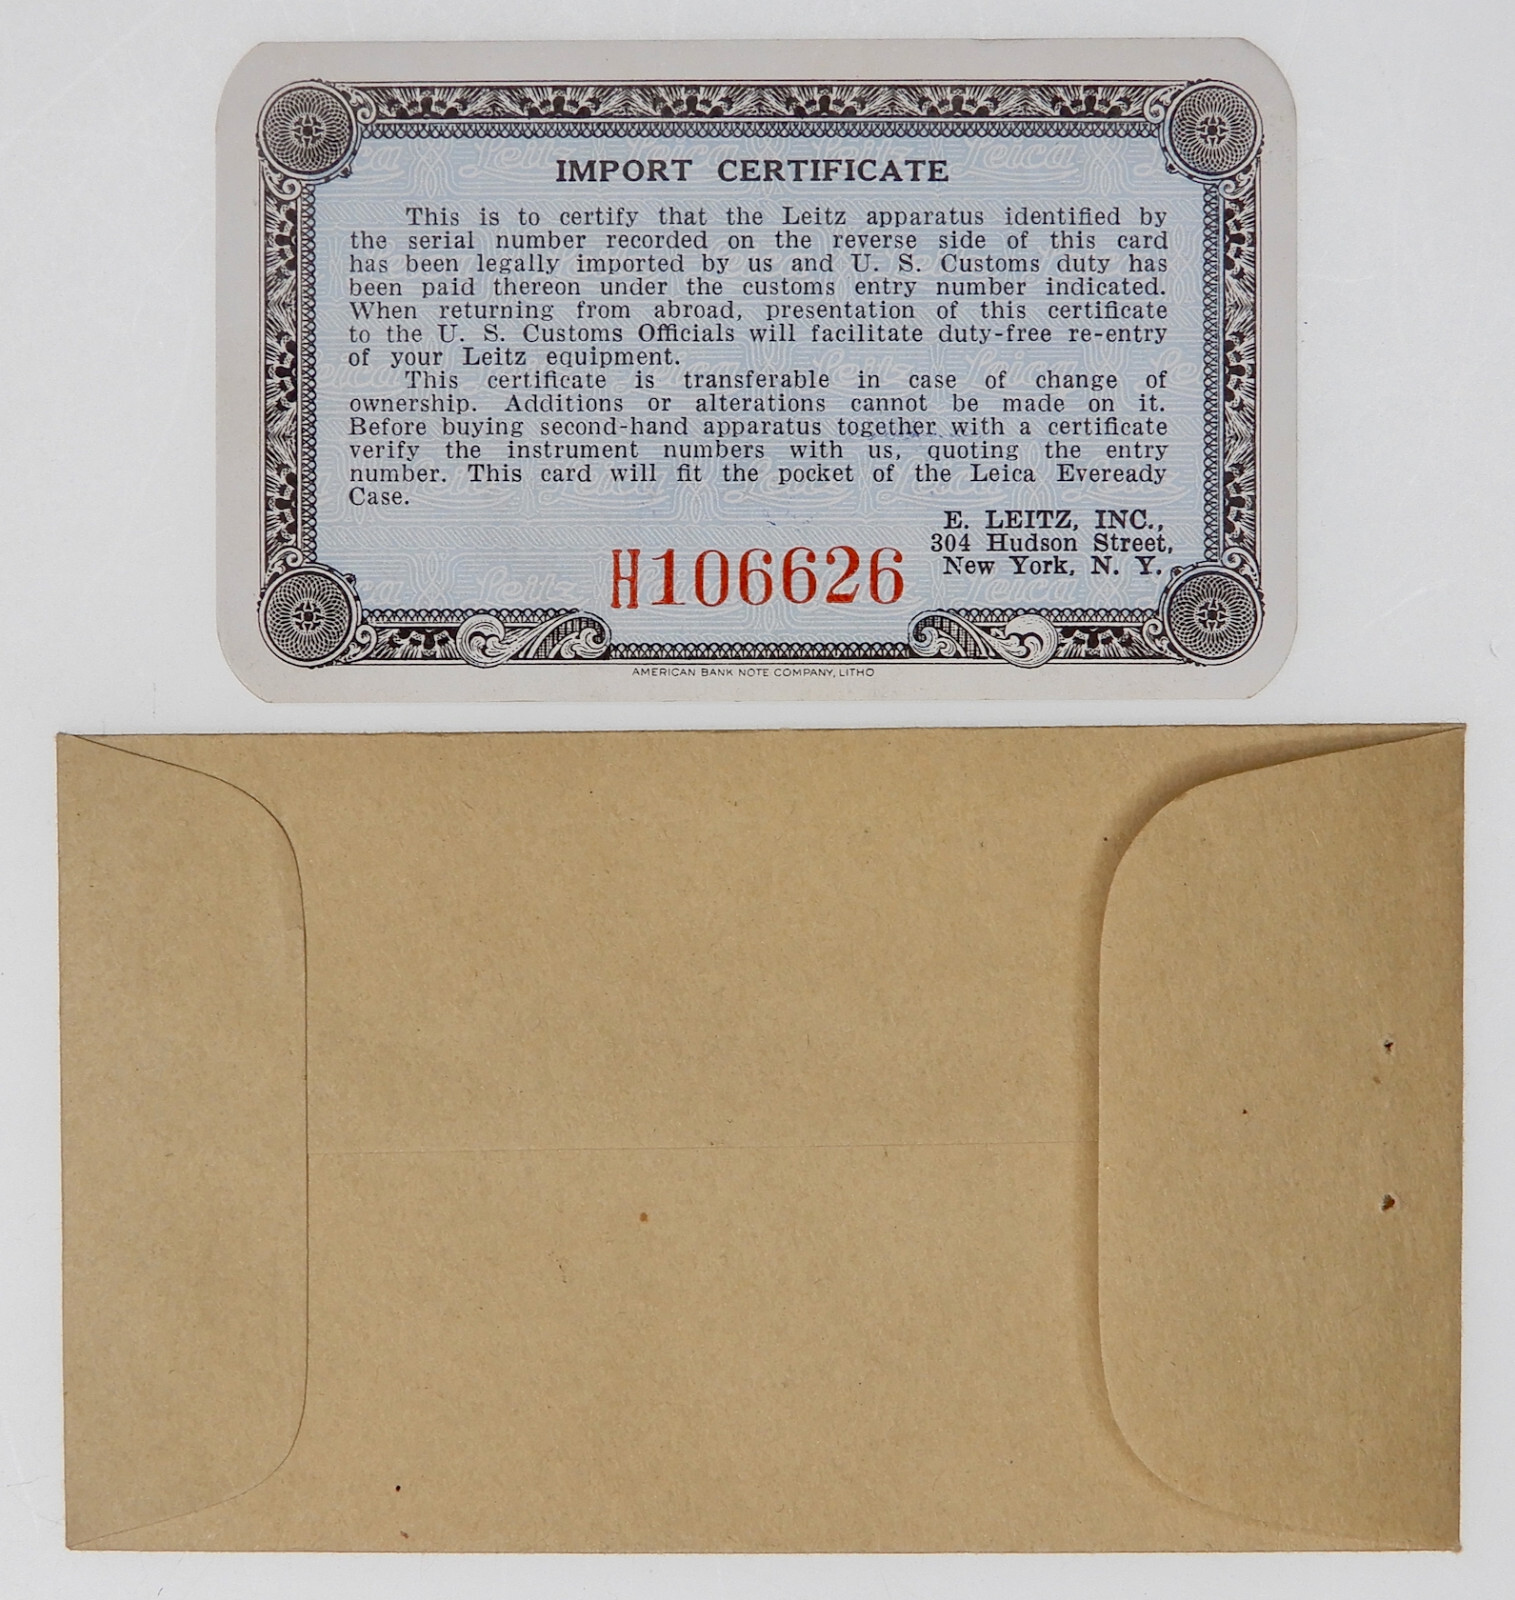 IMPORT CERTIFICATE
This is to certify that the Leitz apparatus identified by
the serial number recorded on the reverse side of this card
has been legally imported by us and U. S. Customs duty has
been paid thereon under the customs entry number indicated.
When returning from abroad, presentation of this certificate
to the U. S. Customs Officials will facilitate duty-free re-entry
of your Leitz equipment.
This certificate is transferable in case of change of
ownership. Additions or alterations cannot be made on it.
Before buying second-hand apparatus together with a certificate
verify the instrument numbers with us, quoting the entry
number. This card will fit the pocket of the Leica Eveready
Case.
E. LEITZ, INC.,
304 Hudson Street,
New York, N. Y.
H106626
AMERICAN BANK NOTE COMPANY, LITHO